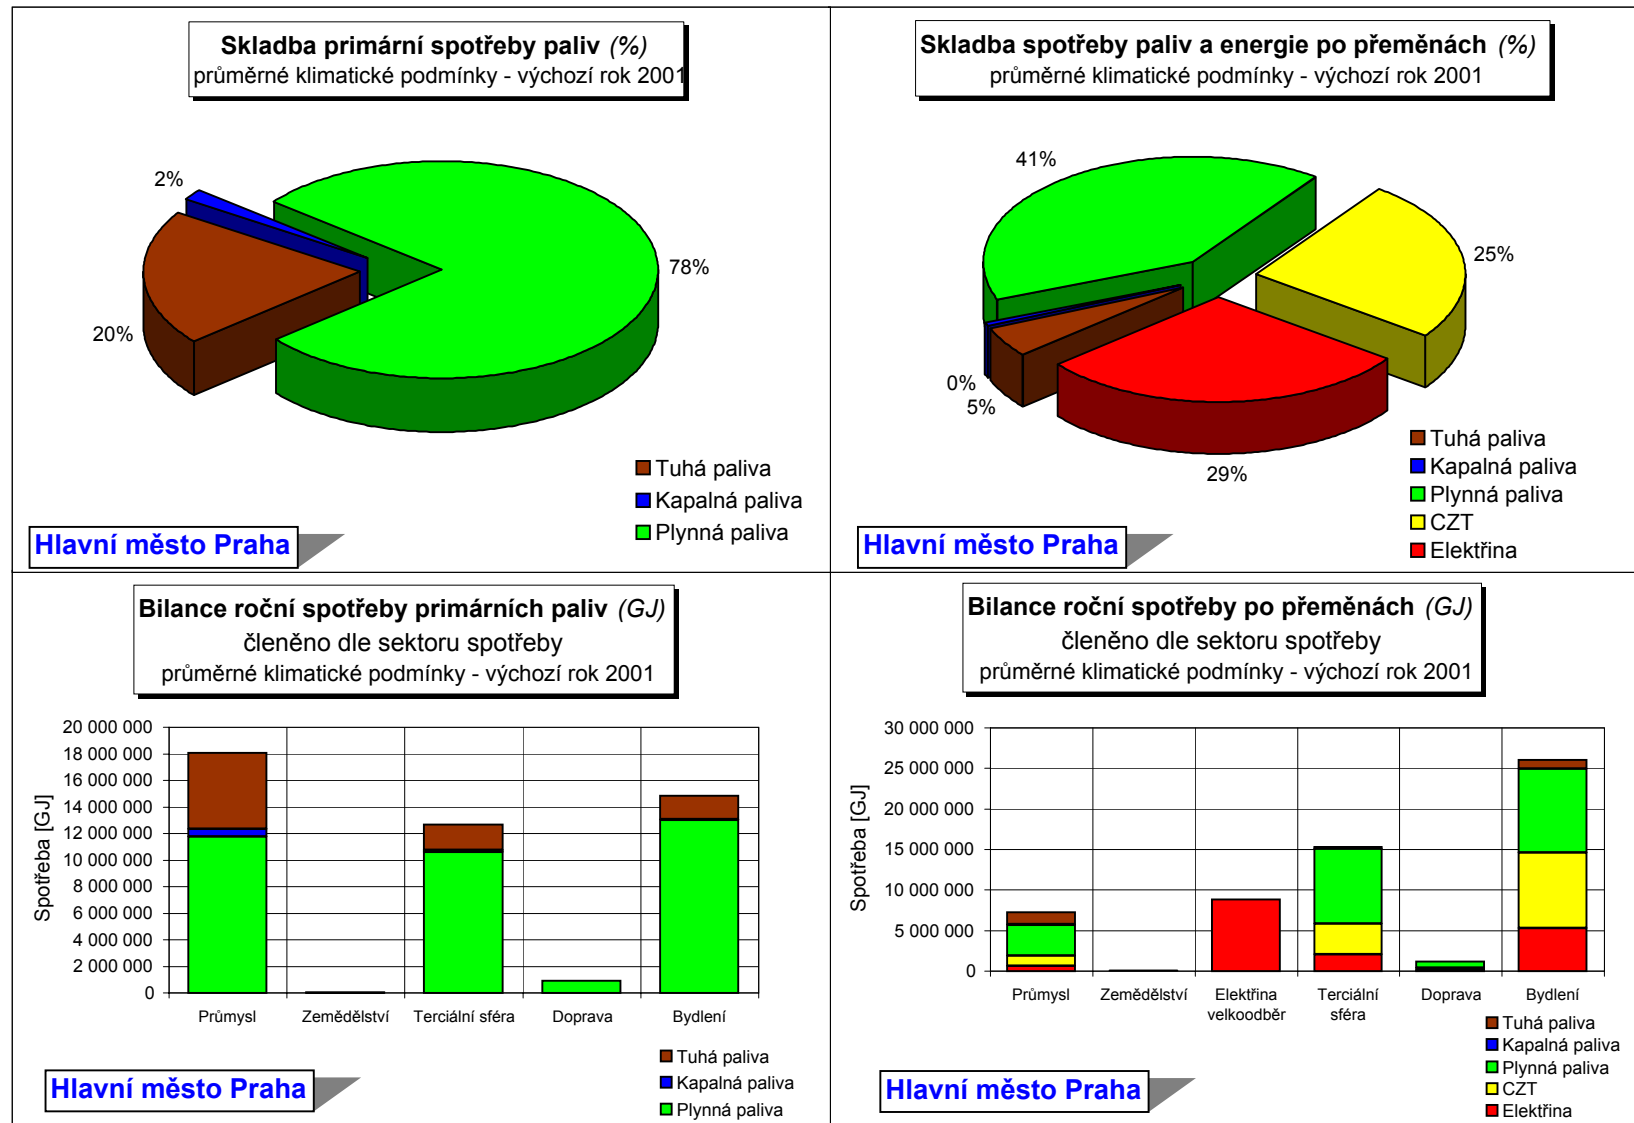 Skladba primární spotřeby paliv (%)
průměrné klimatické podmínky - výchozí rok 2001
2%
78%
20%
Tuhá paliva
Kapalná paliva
Plynná paliva
Hlavní město Praha
Skladba spotřeby paliv a energie po přeměnách (%)
průměrné klimatické podmínky - výchozí rok 2001
41%
25%
0%
5%
29%
Tuhá paliva
Kapalná paliva
Plynná paliva
CZT
Elektřina
Hlavní město Praha
Bilance roční spotřeby primárních paliv (GJ)
členěno dle sektoru spotřeby
průměrné klimatické podmínky - výchozí rok 2001
Spotřeba [GJ]
20 000 000
18 000 000
16 000 000
14 000 000
12 000 000
10 000 000
8 000 000
6 000 000
4 000 000
2 000 000
0
Průmysl Zemědělství Terciální sféra Doprava Bydlení
Tuhá paliva
Kapalná paliva
Plynná paliva
Hlavní město Praha
Bilance roční spotřeby po přeměnách (GJ)
členěno dle sektoru spotřeby
průměrné klimatické podmínky - výchozí rok 2001
Spotřeba [GJ]
30 000 000
25 000 000
20 000 000
15 000 000
10 000 000
5 000 000
0
Průmysl Zemědělství Elektřina Terciální Doprava Bydlení
velkoodběr sféra
Tuhá paliva
Kapalná paliva
Plynná paliva
CZT
Elektřina
Hlavní město Praha